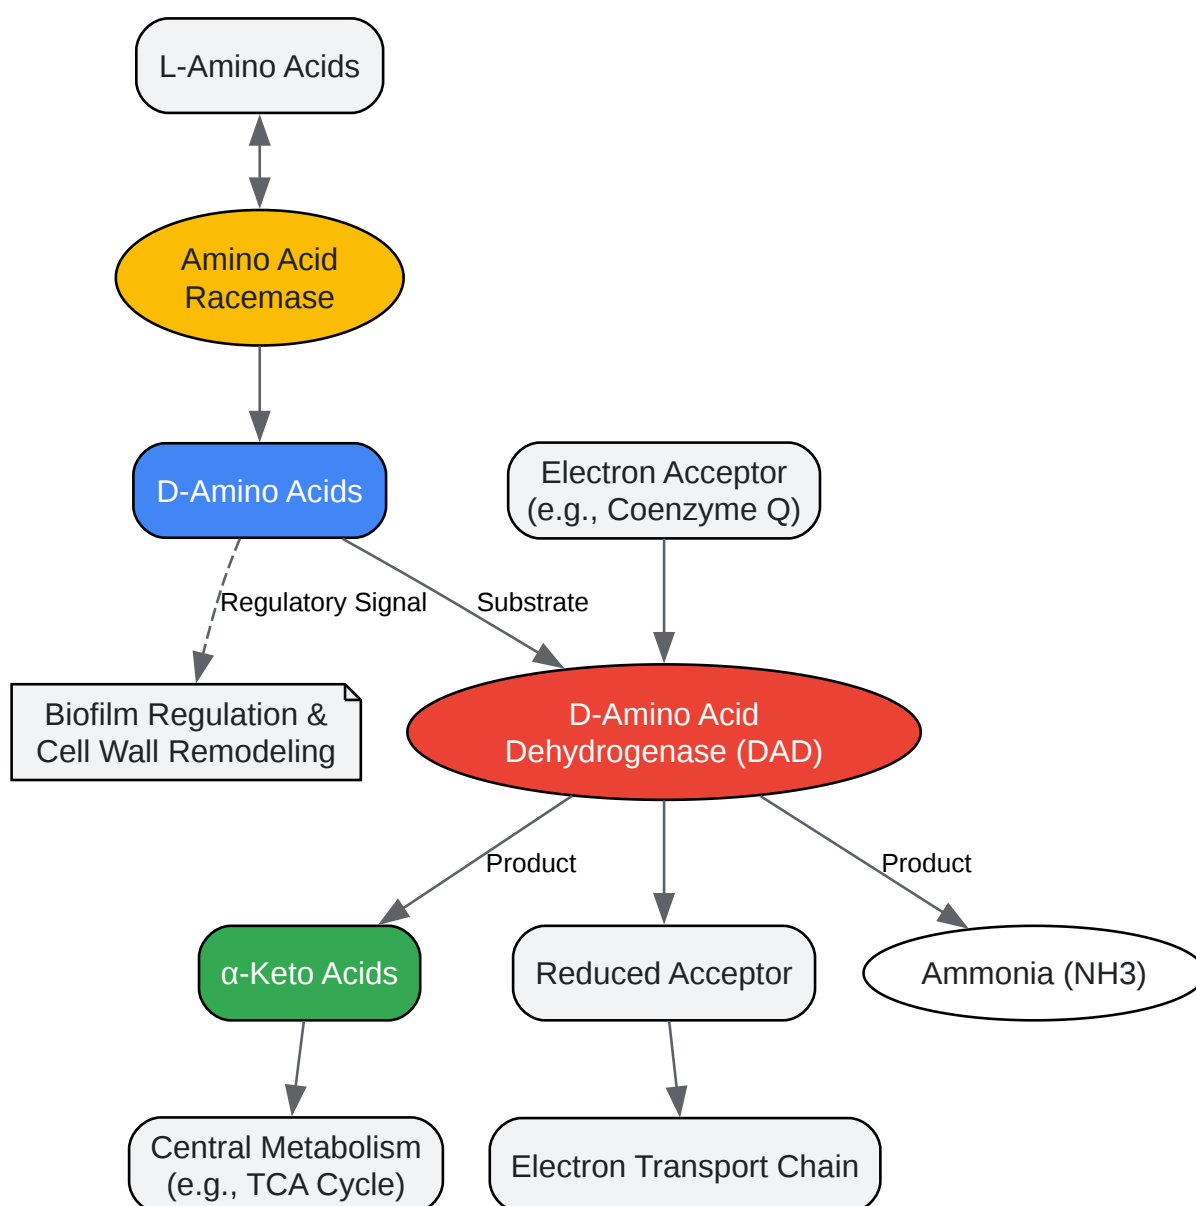 L-Amino Acids
Amino Acid
Racemase
D-Amino Acids
Electron Acceptor
(e.g., Coenzyme Q)
Regulatory Signal
Substrate
Biofilm Regulation &
Cell Wall Remodeling
D-Amino Acid
Dehydrogenase (DAD)
Product
Product
α-Keto Acids
Reduced Acceptor
Ammonia (NH3)
Central Metabolism
(e.g., TCA Cycle)
Electron Transport Chain